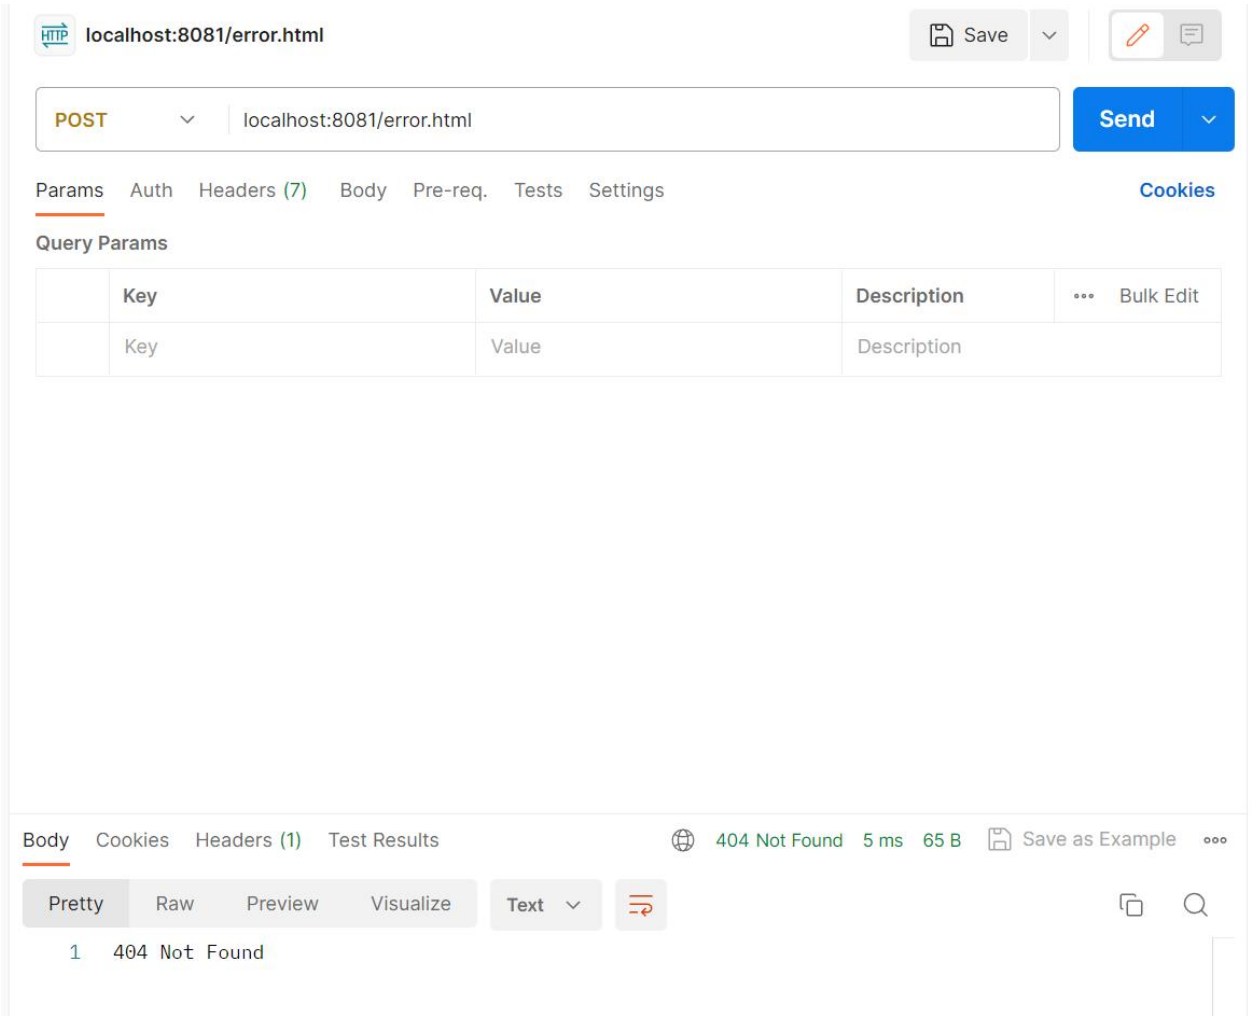 HTTP localhost:8081/error.html Save
POST localhost:8081/error.html Send
Params Auth Headers (7) Body Pre-req. Tests Settings Cookies
Query Params
Key Value Description Bulk Edit
Key Value Description
Body Cookies Headers (1) Test Results 404 Not Found 5 ms 65 B Save as Example
Pretty Raw Preview Visualize Text
1 404 Not Found